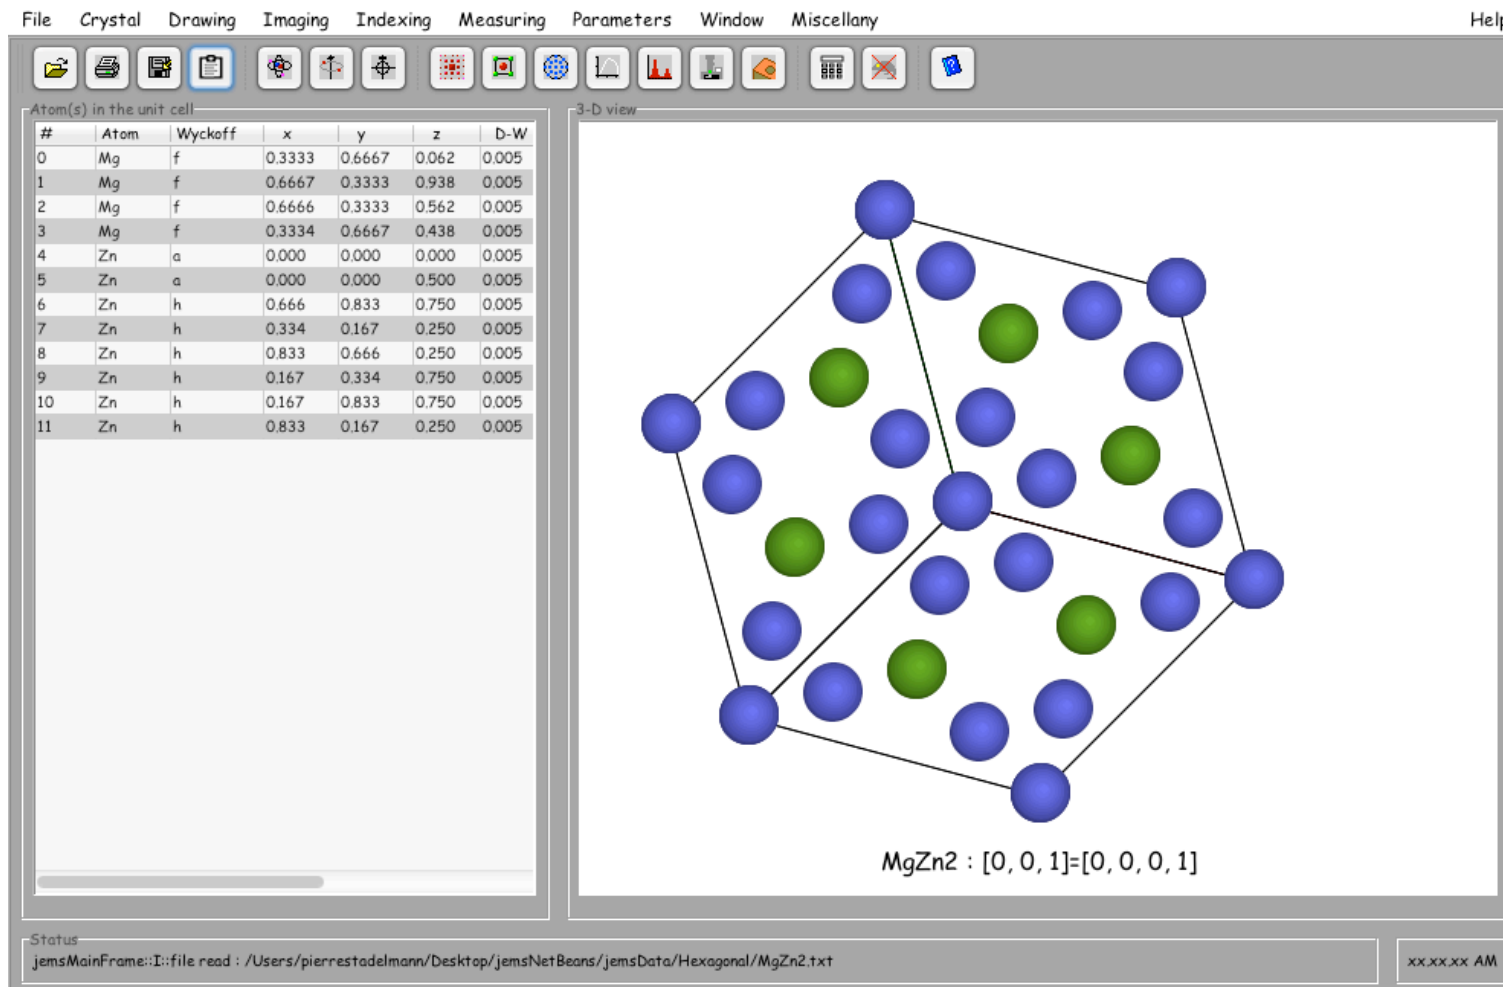 File Crystal Drawing Imaging Indexing Measuring Parameters Window Miscellany
Atom(s) in the unit cell
# Atom Wyckoff x y z D-W
0 Mg f 0.3333 0.6667 0.062 0.005
1 Mg f 0.6667 0.3333 0.938 0.005
2 Mg f 0.6666 0.3333 0.562 0.005
3 Mg f 0.3334 0.6667 0.438 0.005
4 Zn a 0.000 0.000 0.000 0.005
5 Zn a 0.000 0.000 0.500 0.005
6 Zn h 0.666 0.833 0.750 0.005
7 Zn h 0.334 0.167 0.250 0.005
8 Zn h 0.833 0.666 0.250 0.005
9 Zn h 0.167 0.334 0.750 0.005
10 Zn h 0.167 0.833 0.750 0.005
11 Zn h 0.833 0.167 0.250 0.005
3-D view
MgZn2 : [0, 0, 1]=[0, 0, 0, 1]
Status
jemsMainFrame::I::file read : /Users/pierrestadelmann/Desktop/jemsNetBeans/jemsData/Hexagonal/MgZn2.txt
xx.xx.xx AM